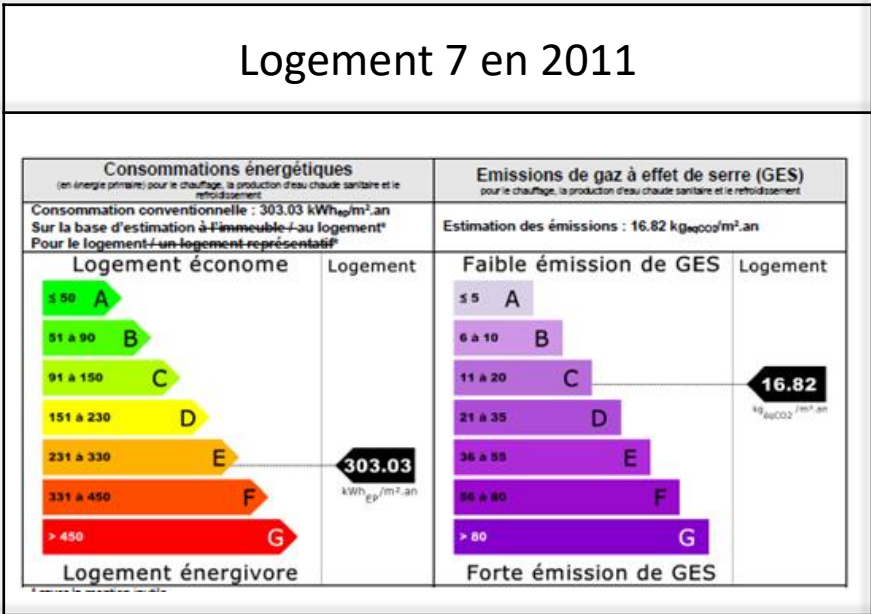 Logement 7 en 2011
Consommations énergétiques
(en énergie primaire) pour le chauffage, la production d'eau chaude sanitaire et le
refroidissement
Consommation conventionnelle : 303.03 kWhep/m².an
Sur la base d'estimation à l'immeuble / au logement*
Pour le logement / un logement représentatif*
Emissions de gaz à effet de serre (GES)
pour le chauffage, la production d'eau chaude sanitaire et le refroidissement
Estimation des émissions : 16.82 kgeqCO2/m².an
Logement économe
Logement
≤ 50 A
51 à 90 B
91 à 150 C
151 à 230 D
231 à 330 E
331 à 450 F
> 450 G
303.03
kWhEP/m².an
Logement énergivore
Faible émission de GES
Logement
≤ 5 A
6 à 10 B
11 à 20 C
21 à 35 D
36 à 55 E
56 à 80 F
> 80 G
16.82
kgéqCO2/m².an
Forte émission de GES